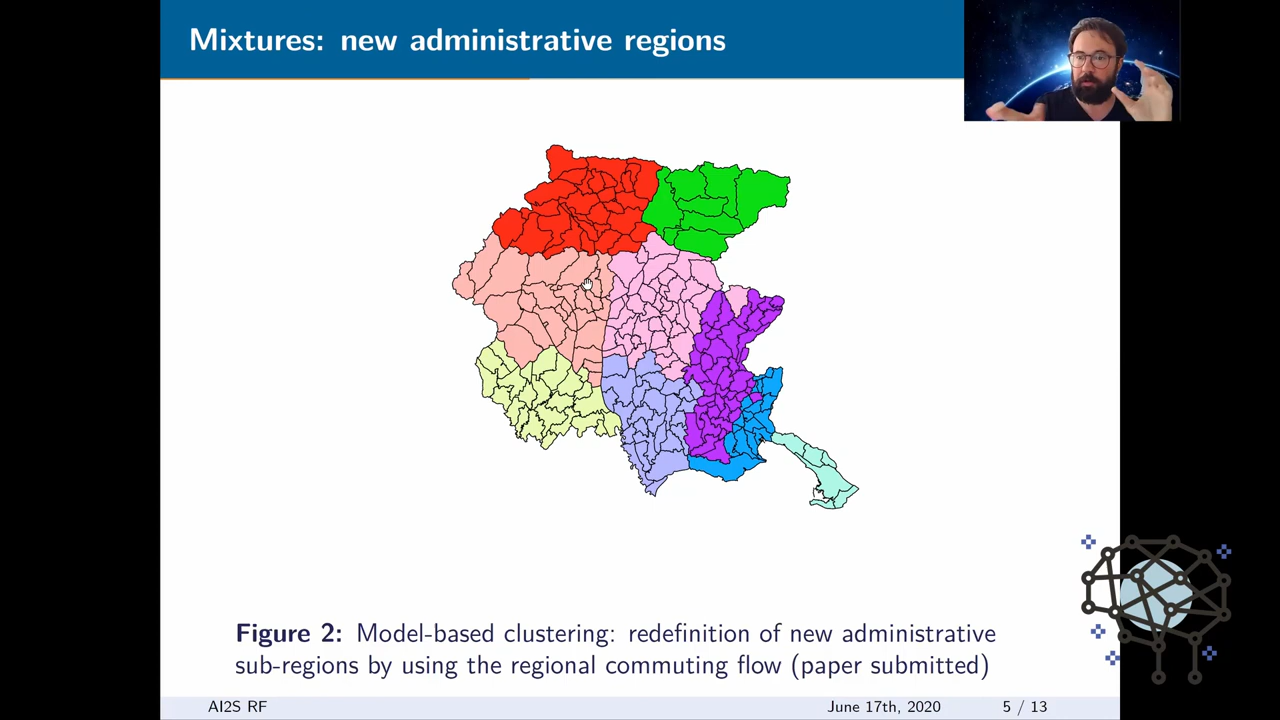 Mixtures: new administrative regions
Figure 2: Model-based clustering: redefinition of new administrative
sub-regions by using the regional commuting flow (paper submitted)
AI2S RF June 17th, 2020 5 / 13